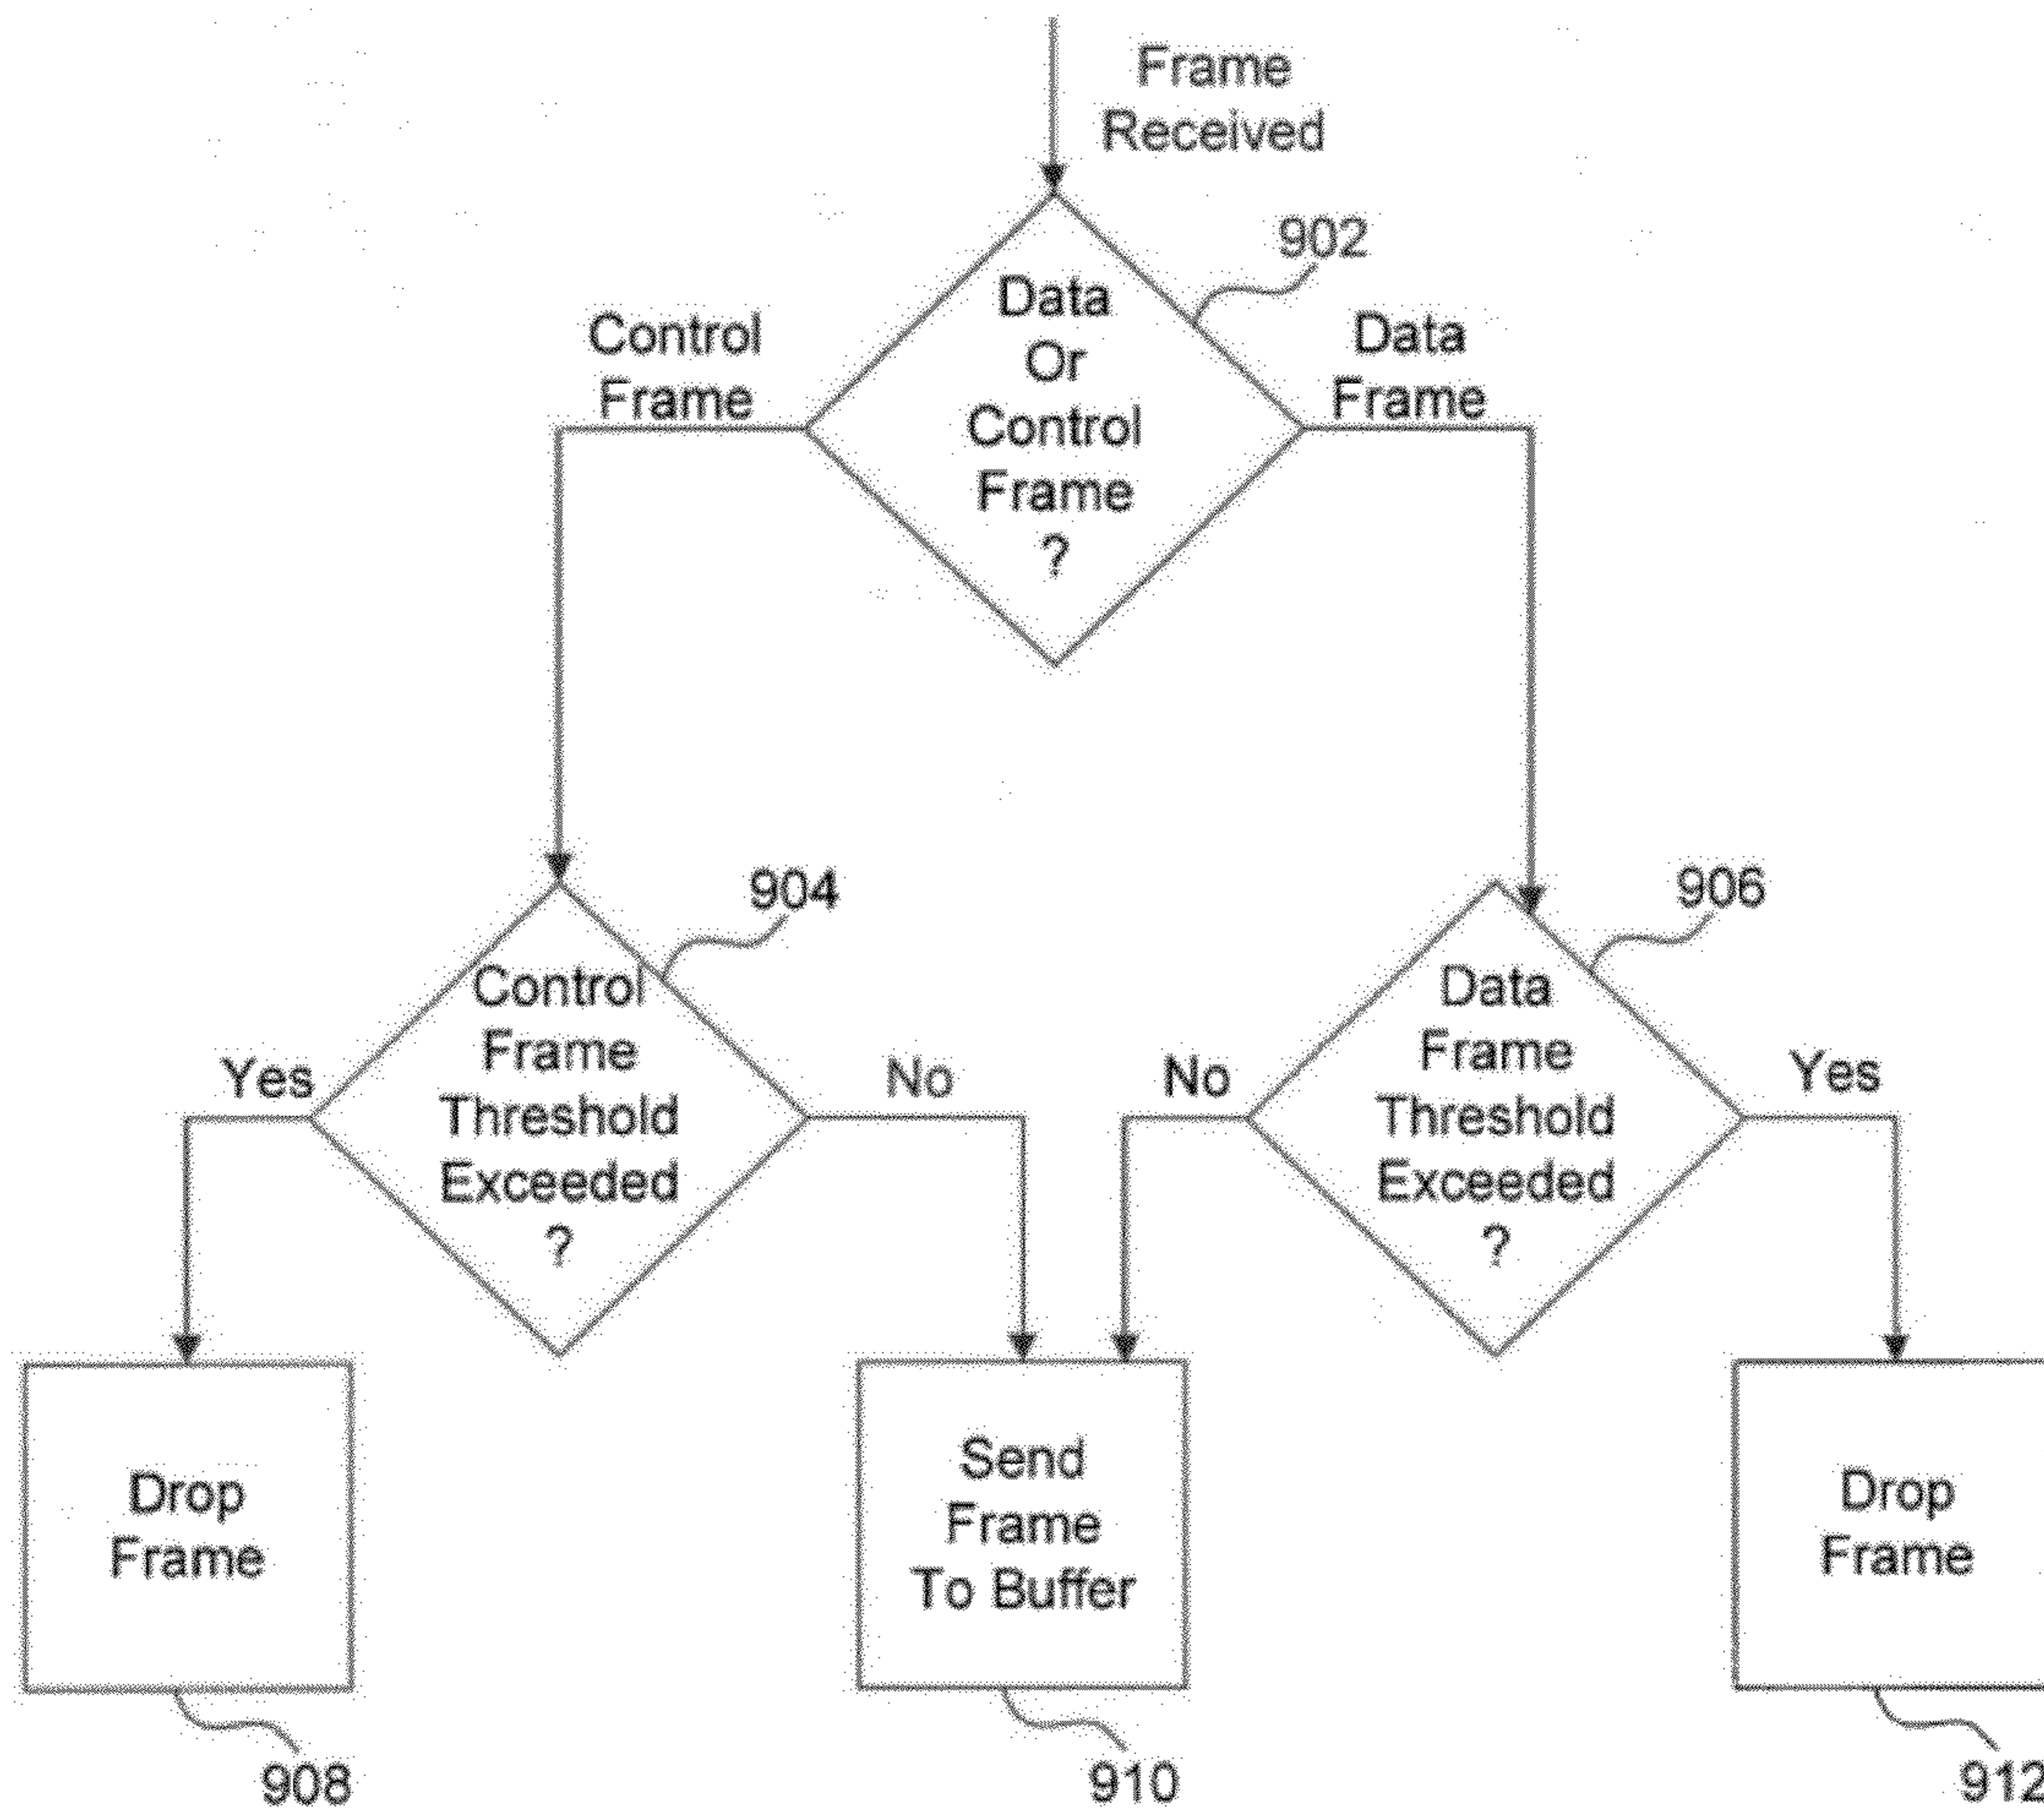 Frame
Received
902
Data
Or
Control
Frame
?
Control
Frame
Data
Frame
904
906
Control
Frame
Threshold
Exceeded
?
Data
Frame
Threshold
Exceeded
?
Yes
No
No
Yes
Drop
Frame
Send
Frame
To Buffer
Drop
Frame
908
910
912